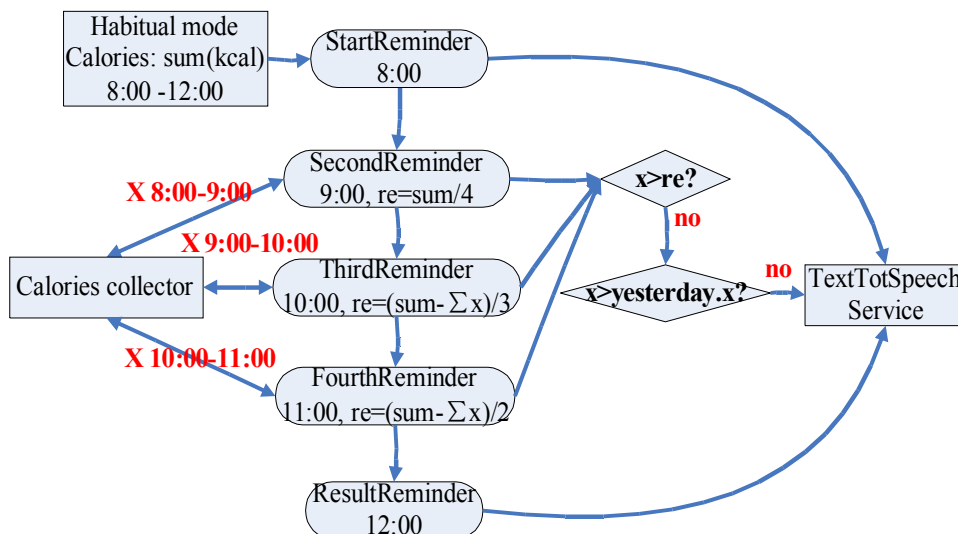 Habitual mode
Calories: sum(kcal)
8:00 -12:00
StartReminder
8:00
SecondReminder
9:00, re=sum/4
x>re?
X 8:00-9:00
no
X 9:00-10:00
Calories collector
ThirdReminder
10:00, re=(sum-∑x)/3
x>yesterday.x?
no
TextTotSpeech
Service
X 10:00-11:00
FourthReminder
11:00, re=(sum-∑x)/2
ResultReminder
12:00